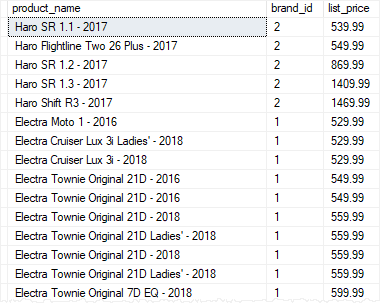 product_name brand_id list_price
Haro SR 1.1 - 2017 2 539.99
Haro Flightline Two 26 Plus - 2017 2 549.99
Haro SR 1.2 - 2017 2 869.99
Haro SR 1.3 - 2017 2 1409.99
Haro Shift R3 - 2017 2 1469.99
Electra Moto 1 - 2016 1 529.99
Electra Cruiser Lux 3i Ladies' - 2018 1 529.99
Electra Cruiser Lux 3i - 2018 1 529.99
Electra Townie Original 21D - 2016 1 549.99
Electra Townie Original 21D - 2016 1 549.99
Electra Townie Original 21D - 2018 1 559.99
Electra Townie Original 21D Ladies' - 2018 1 559.99
Electra Townie Original 21D - 2018 1 559.99
Electra Townie Original 21D Ladies' - 2018 1 559.99
Electra Townie Original 7D EQ - 2018 1 599.99